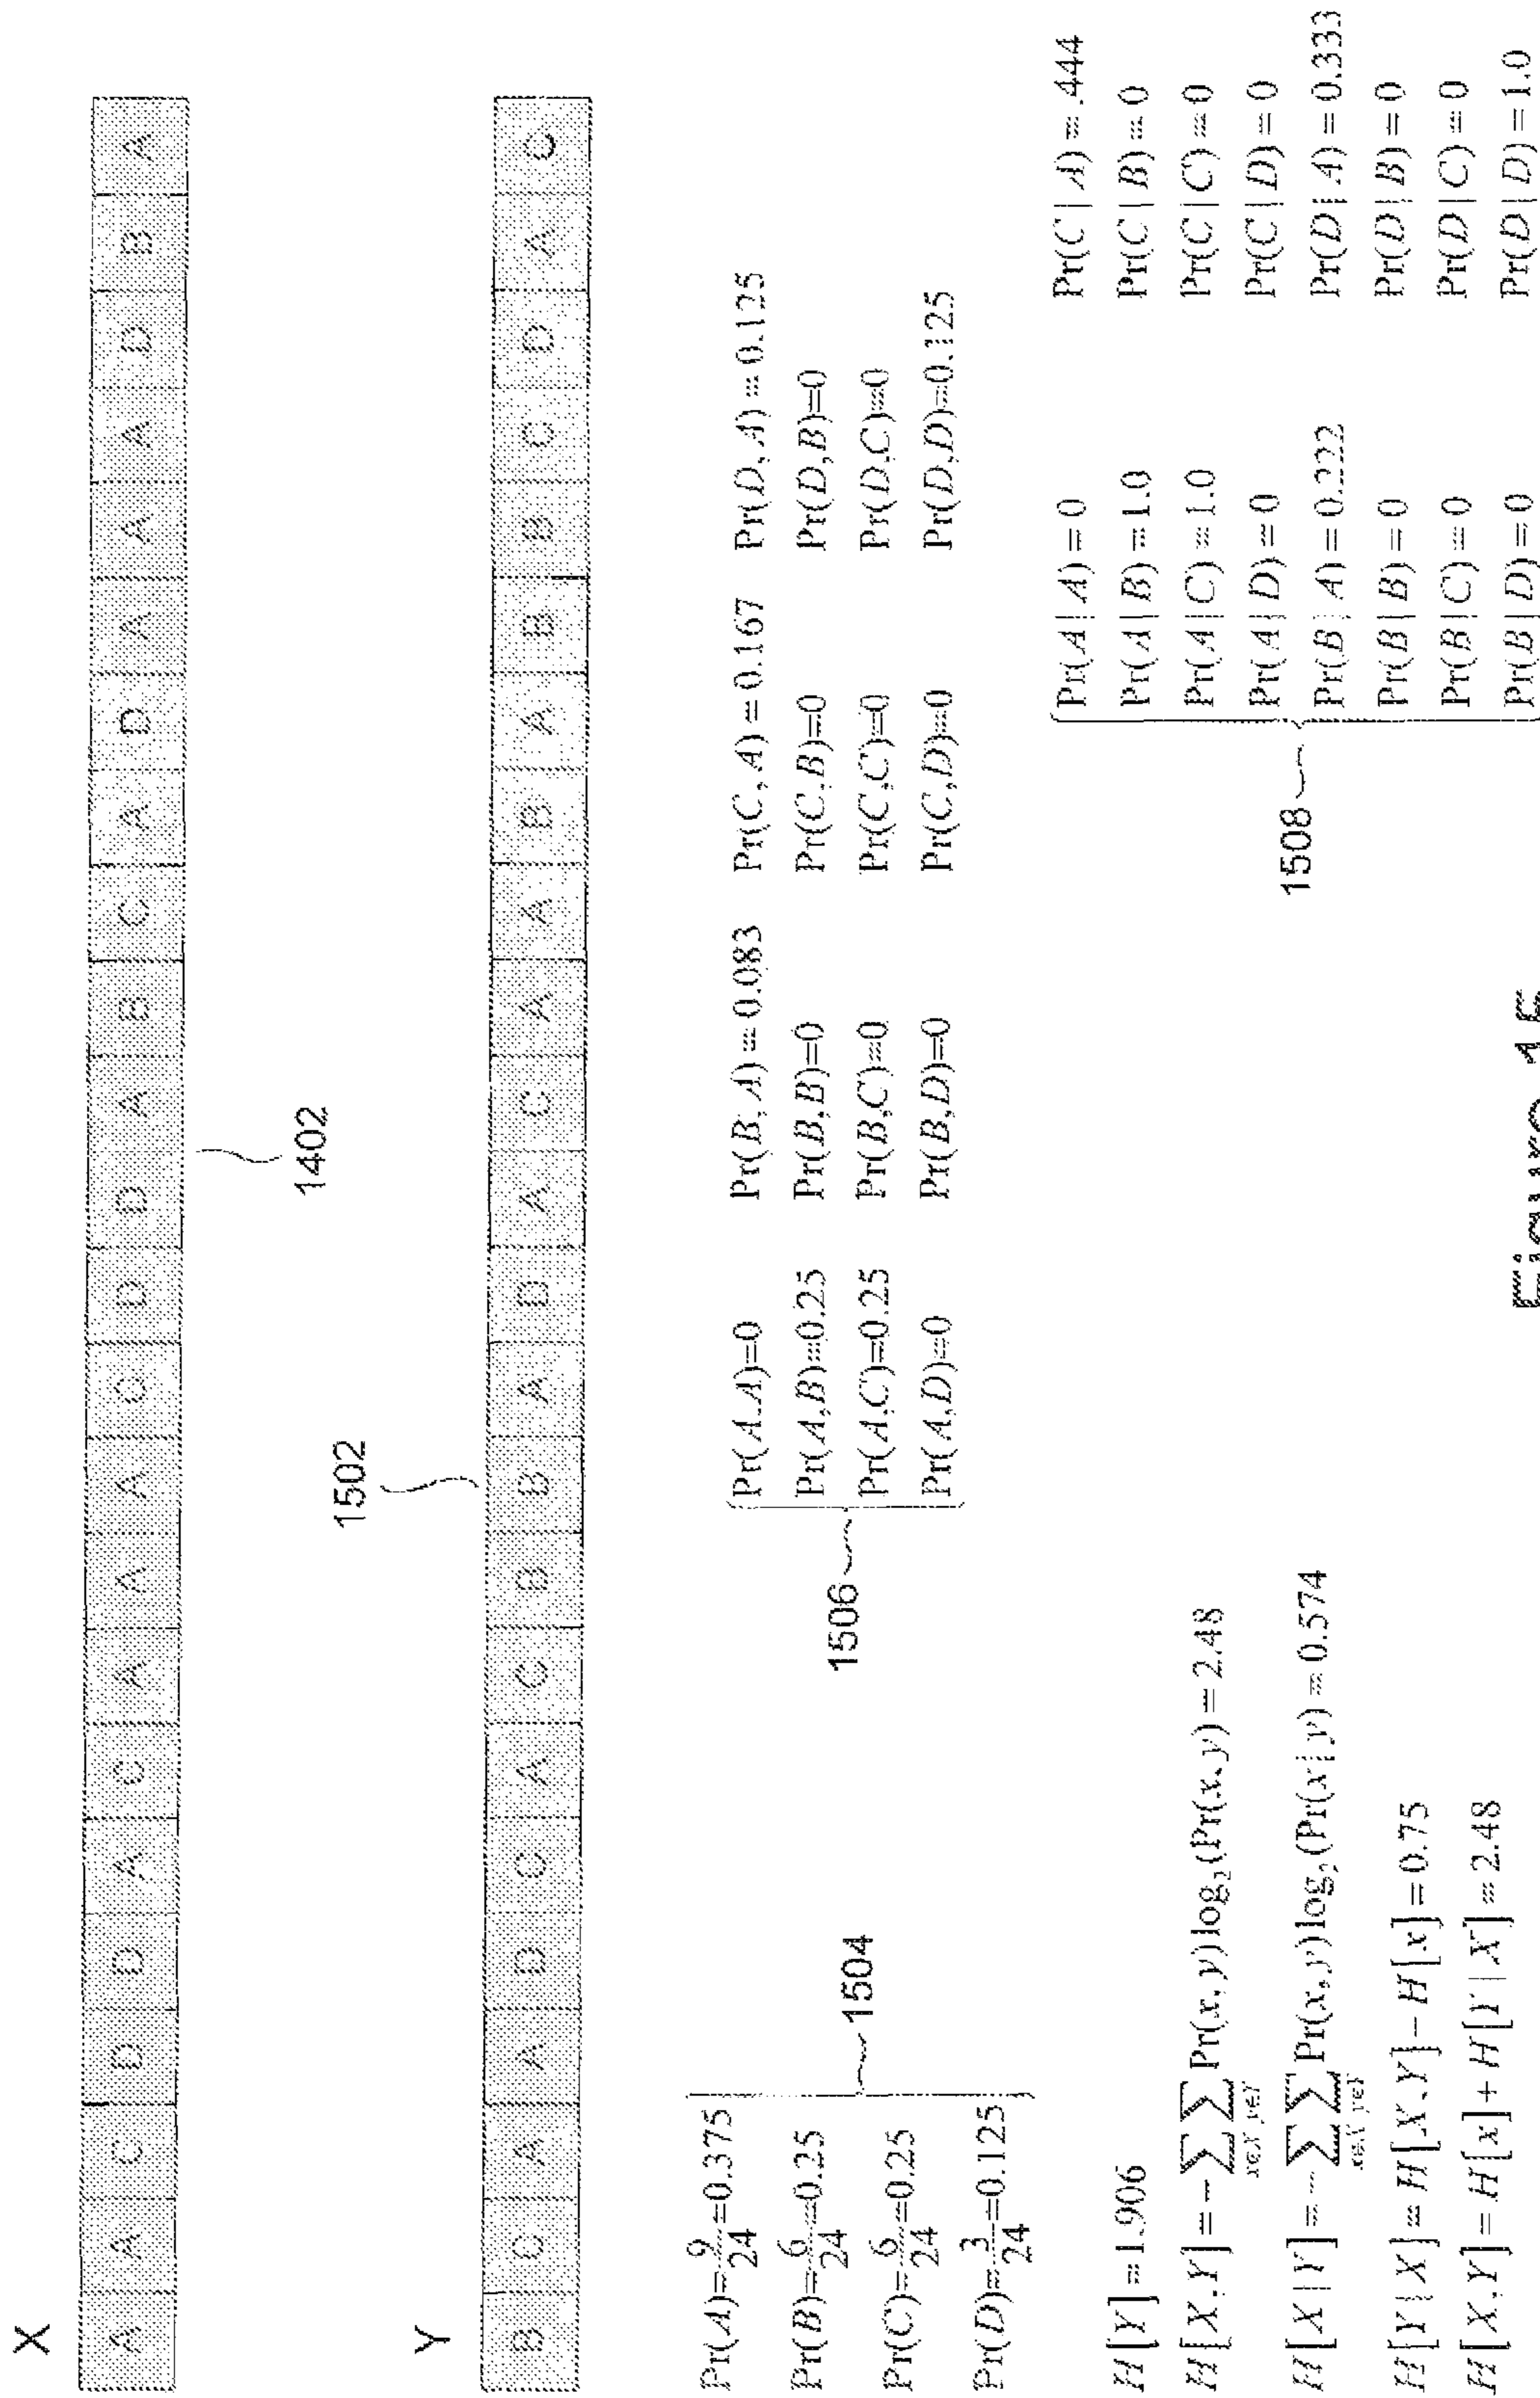 X
A A C D D A C A A A C D D A B C A D A A A D B A
1402
1502
Y
B C A A D C A C B B A D A C A A B A B B C D A C
Pr(A)=9/24=0.375
Pr(B)=6/24=0.25
Pr(C)=6/24=0.25
Pr(D)=3/24=0.125
1504
1506
Pr(A,A)=0 Pr(B,A)=0.083 Pr(C,A)=0.167 Pr(D,A)=0.125
Pr(A,B)=0.25 Pr(B,B)=0 Pr(C,B)=0 Pr(D,B)=0
Pr(A,C)=0.25 Pr(B,C)=0 Pr(C,C)=0 Pr(D,C)=0
Pr(A,D)=0 Pr(B,D)=0 Pr(C,D)=0 Pr(D,D)=0.125
H[Y]=1.906
H[X,Y]=-∑x∈X ∑y∈Y Pr(x,y)log2(Pr(x,y)=2.48
H[X|Y]=-∑x∈X ∑y∈Y Pr(x,y)log2(Pr(x|y)=0.574
H[Y|X]=H[X,Y]-H[x]=0.75
H[X,Y]=H[x]+H[Y|X]=2.48
1508
Pr(A|A)=0 Pr(C|A)=.444
Pr(A|B)=1.0 Pr(C|B)=0
Pr(A|C)=1.0 Pr(C|C)=0
Pr(A|D)=0 Pr(C|D)=0
Pr(B|A)=0.222 Pr(D|A)=0.333
Pr(B|B)=0 Pr(D|B)=0
Pr(B|C)=0 Pr(D|C)=0
Pr(B|D)=0 Pr(D|D)=1.0
Figure 15